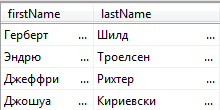 firstName lastName
Герберт ... Шилд ...
Эндрю ... Троелсен ...
Джеффри ... Рихтер ...
Джошуа ... Кириевски ...